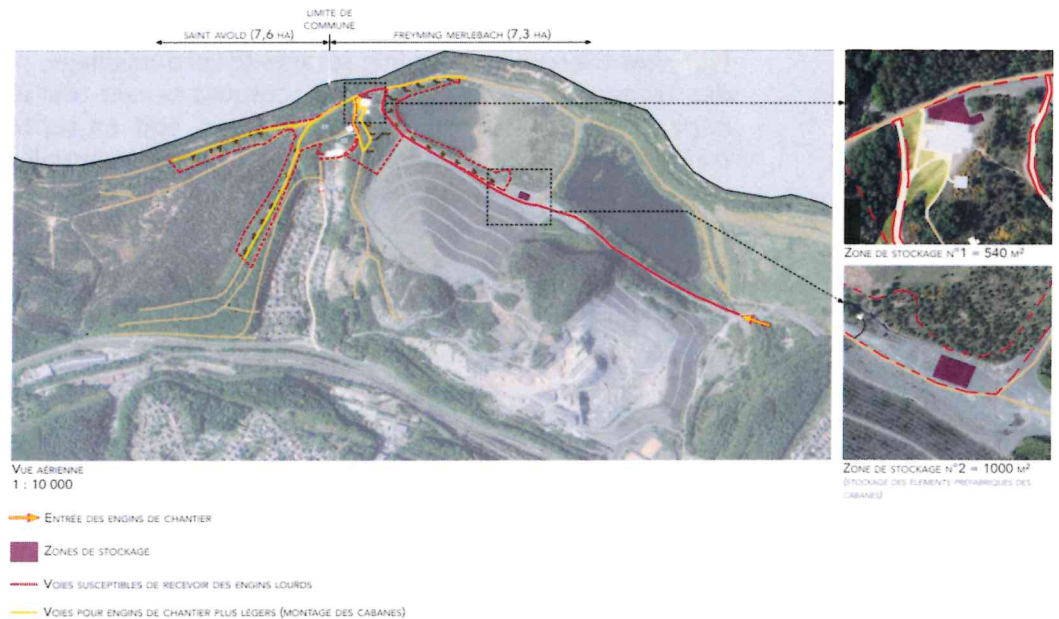 LIMITE DE
COMMUNE
SAINT AVOLD (7,6 HA)
FREYMING MERLEBACH (7,3 HA)
ZONE DE STOCKAGE N°1 = 540 M²
ZONE DE STOCKAGE N°2 = 1000 M²
(STOCKAGE DES ELEMENTS PREFABRIQUES DES
CABANES)
VUE AÉRIENNE
1 : 10 000
ENTRÉE DES ENGINS DE CHANTIER
ZONES DE STOCKAGE
VOIES SUSCEPTIBLES DE RECEVOIR DES ENGINS LOURDS
VOIES POUR ENGINS DE CHANTIER PLUS LÉGERS (MONTAGE DES CABANES)